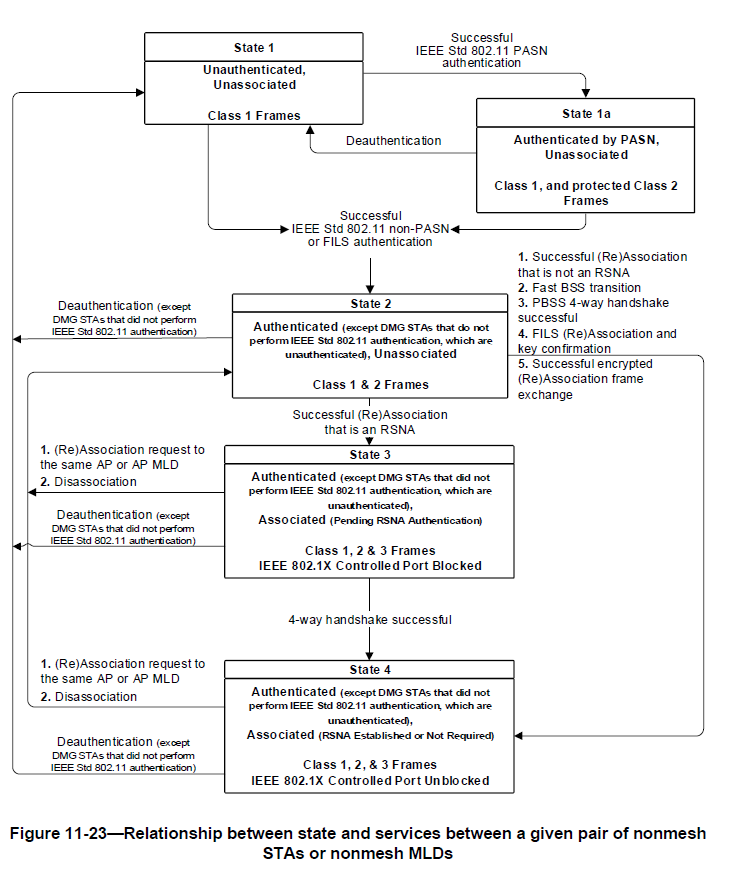 Successful
IEEE Std 802.11 PASN
authentication
State 1
Unauthenticated,
Unassociated
Class 1 Frames
State 1a
Authenticated by PASN,
Unassociated
Class 1, and protected Class 2
Frames
Deauthentication
Successful
IEEE Std 802.11 non-PASN
or FILS authentication
1. Successful (Re)Association
that is not an RSNA
2. Fast BSS transition
3. PBSS 4-way handshake
successful
4. FILS (Re)Association and
key confirmation
5. Successful encrypted
(Re)Association frame
exchange
Deauthentication (except
DMG STAs that did not perform
IEEE Std 802.11 authentication)
State 2
Authenticated (except DMG STAs that do not
perform IEEE Std 802.11 authentication, which are
unauthenticated), Unassociated
Class 1 & 2 Frames
Successful (Re)Association
that is an RSNA
1. (Re)Association request to
the same AP or AP MLD
2. Disassociation
Deauthentication (except
DMG STAs that did not perform
IEEE Std 802.11 authentication)
State 3
Authenticated (except DMG STAs that did not
perform IEEE Std 802.11 authentication, which are
unauthenticated),
Associated (Pending RSNA Authentication)
Class 1, 2 & 3 Frames
IEEE 802.1X Controlled Port Blocked
4-way handshake successful
1. (Re)Association request to
the same AP or AP MLD
2. Disassociation
Deauthentication (except
DMG STAs that did not perform
IEEE Std 802.11 authentication)
State 4
Authenticated (except DMG STAs that did not
perform IEEE Std 802.11 authentication, which are
unauthenticated),
Associated (RSNA Established or Not Required)
Class 1, 2, & 3 Frames
IEEE 802.1X Controlled Port Unblocked
Figure 11-23—Relationship between state and services between a given pair of nonmesh
STAs or nonmesh MLDs